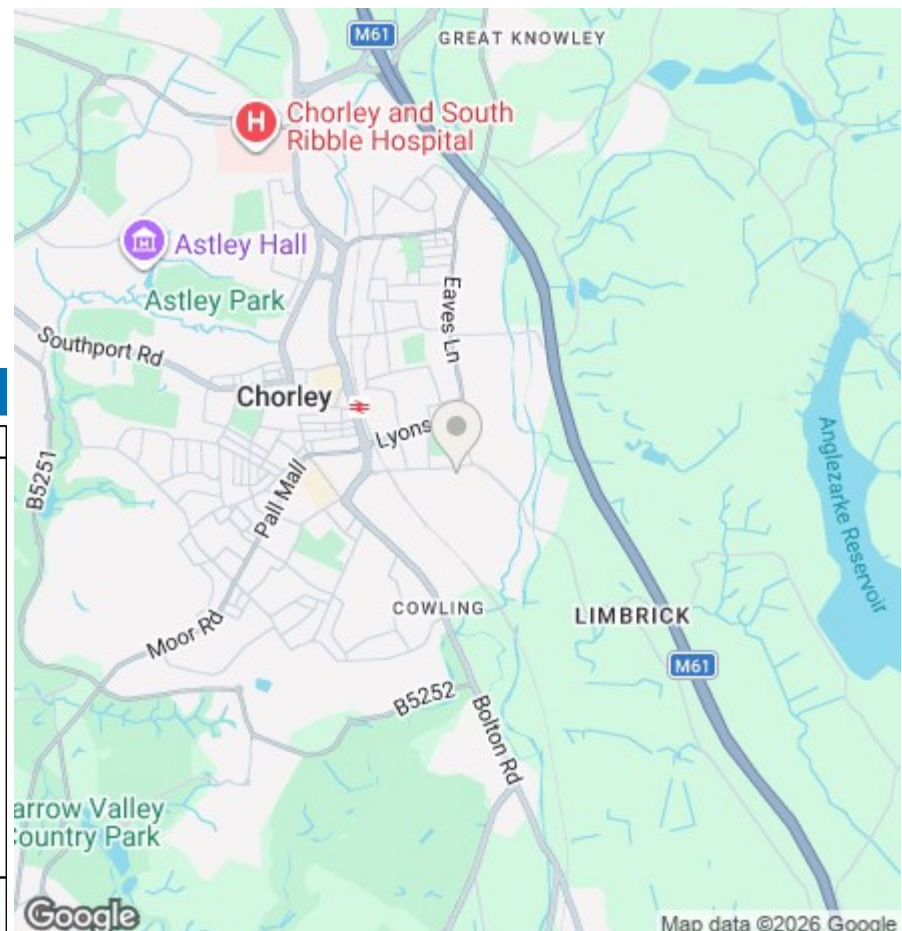 M61
GREAT KNOWLEY
H
Chorley and South
Ribble Hospital
Astley Hall
Astley Park
Eaves Ln
Southport Rd
Chorley
Lyons
B5251
Pall Mall
Anglezarke Reservoir
COWLING
LIMBRICK
Moor Rd
M61
B5252
Bolton Rd
arrow Valley
Country Park
Google
Map data ©2026 Google